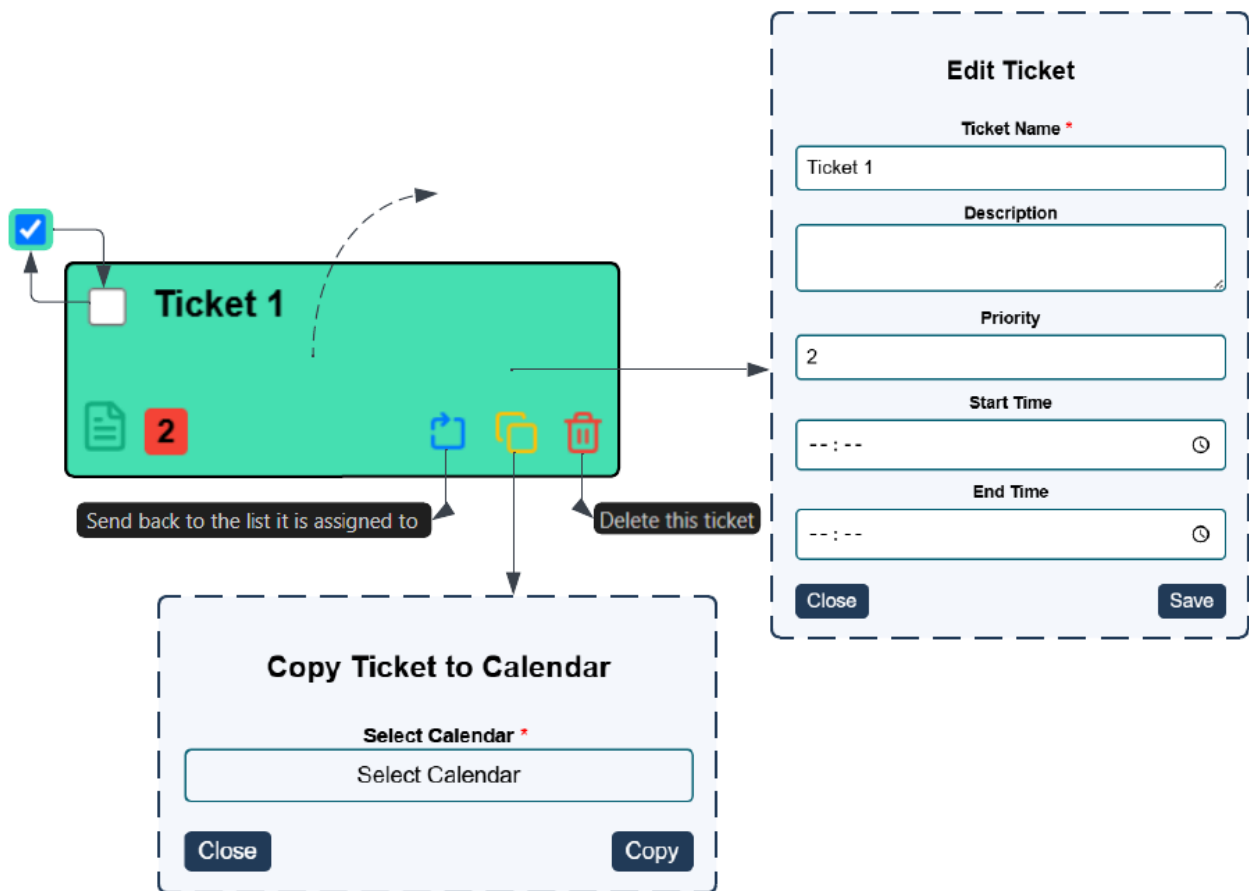 Edit Ticket
Ticket Name *
Ticket 1
Description
Priority
2
Start Time
--:--
End Time
--:--
Close
Save
Ticket 1
2
Send back to the list it is assigned to
Delete this ticket
Copy Ticket to Calendar
Select Calendar *
Select Calendar
Close
Copy